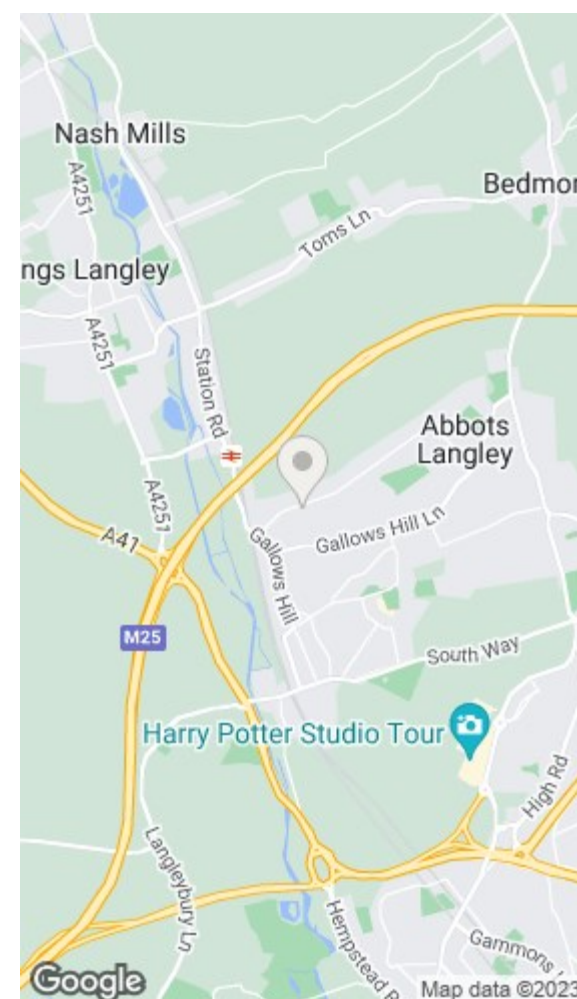 Nash Mills
A4251
Bedmor
Toms Ln
ngs Langley
A4251
Station Rd
Abbots
Langley
A4251
Gallows Hill Ln
A41
Gallows Hill
M25
South Way
Harry Potter Studio Tour
High Rd
Langleybury Ln
Hempstead R
Gammons
Google
Map data ©2023